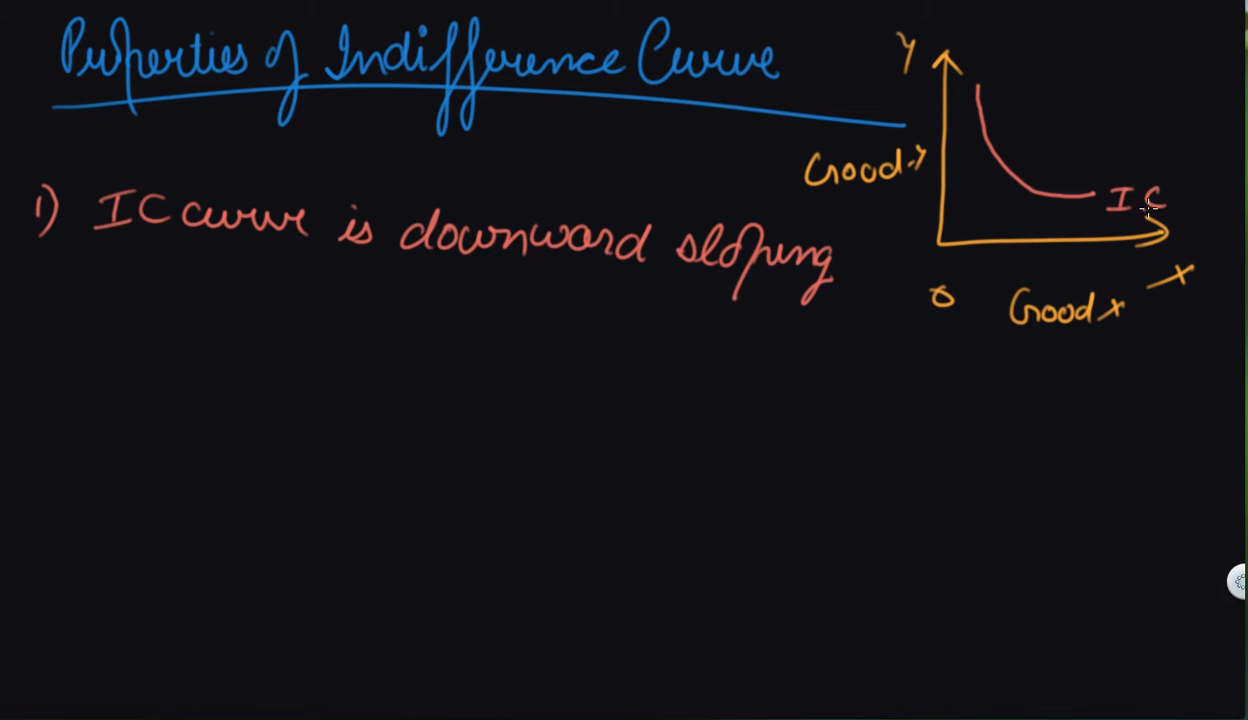 Properties of Indifference Curve
1) IC curve is downward sloping
Y
Good-Y
IC
O
X
Good x